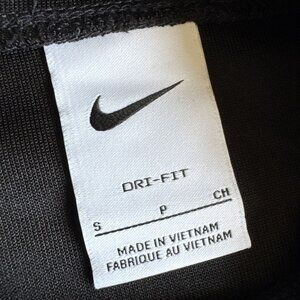 DRI-FIT
S P CH
MADE IN VIETNAM
FABRIQUÉ AU VIETNAM